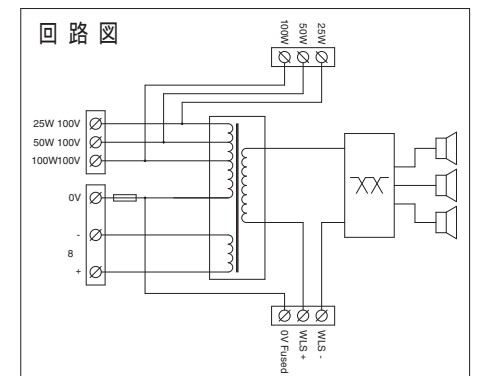 回路図
100W
50W
25W
25W 100V
50W 100V
100W100V
0V
-
8
+
0V Fused
WLS +
WLS -